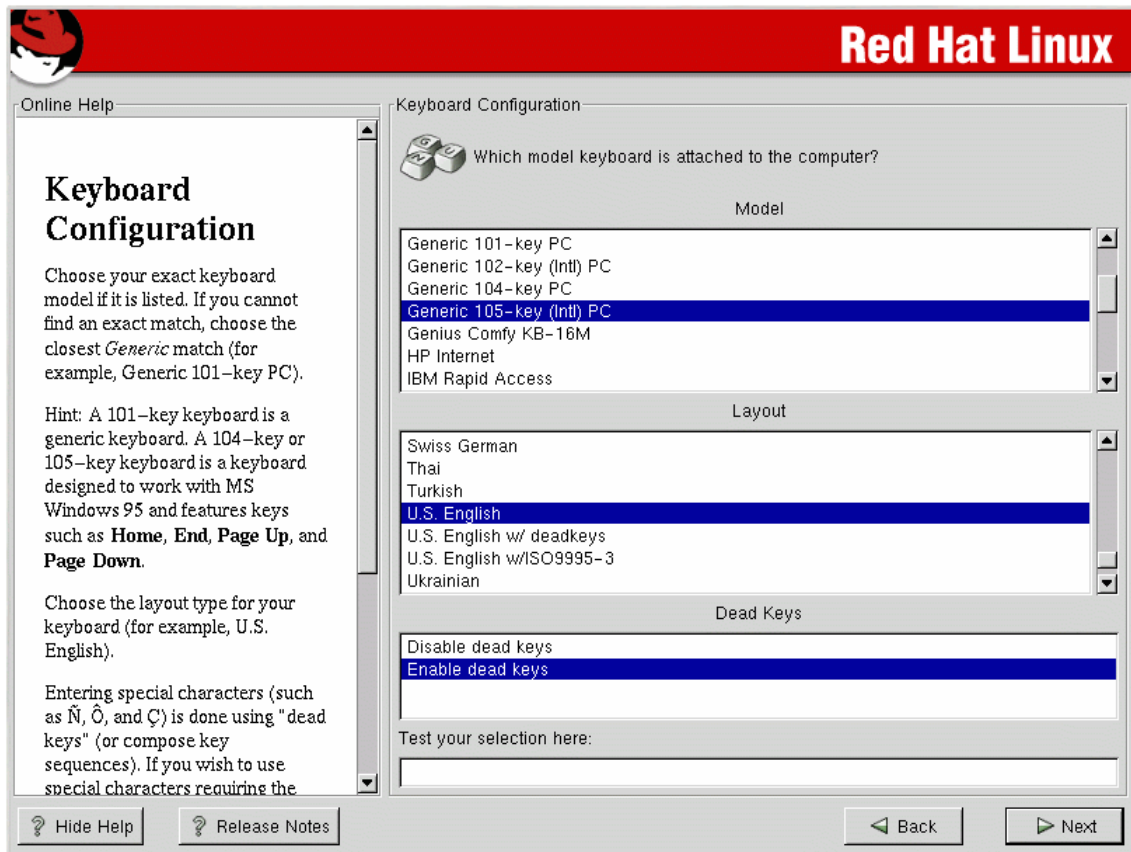 Red Hat Linux
Online Help
Keyboard
Configuration
Choose your exact keyboard
model if it is listed. If you cannot
find an exact match, choose the
closest Generic match (for
example, Generic 101-key PC).
Hint: A 101-key keyboard is a
generic keyboard. A 104-key or
105-key keyboard is a keyboard
designed to work with MS
Windows 95 and features keys
such as Home, End, Page Up, and
Page Down.
Choose the layout type for your
keyboard (for example, U.S.
English).
Entering special characters (such
as Ñ, Ô, and Ç) is done using "dead
keys" (or compose key
sequences). If you wish to use
special characters requiring the
Keyboard Configuration
G U N
Which model keyboard is attached to the computer?
Model
Generic 101-key PC
Generic 102-key (Intl) PC
Generic 104-key PC
Generic 105-key (Intl) PC
Genius Comfy KB-16M
HP Internet
IBM Rapid Access
Layout
Swiss German
Thai
Turkish
U.S. English
U.S. English w/ deadkeys
U.S. English w/ISO9995-3
Ukrainian
Dead Keys
Disable dead keys
Enable dead keys
Test your selection here:
? Hide Help
? Release Notes
Back
Next